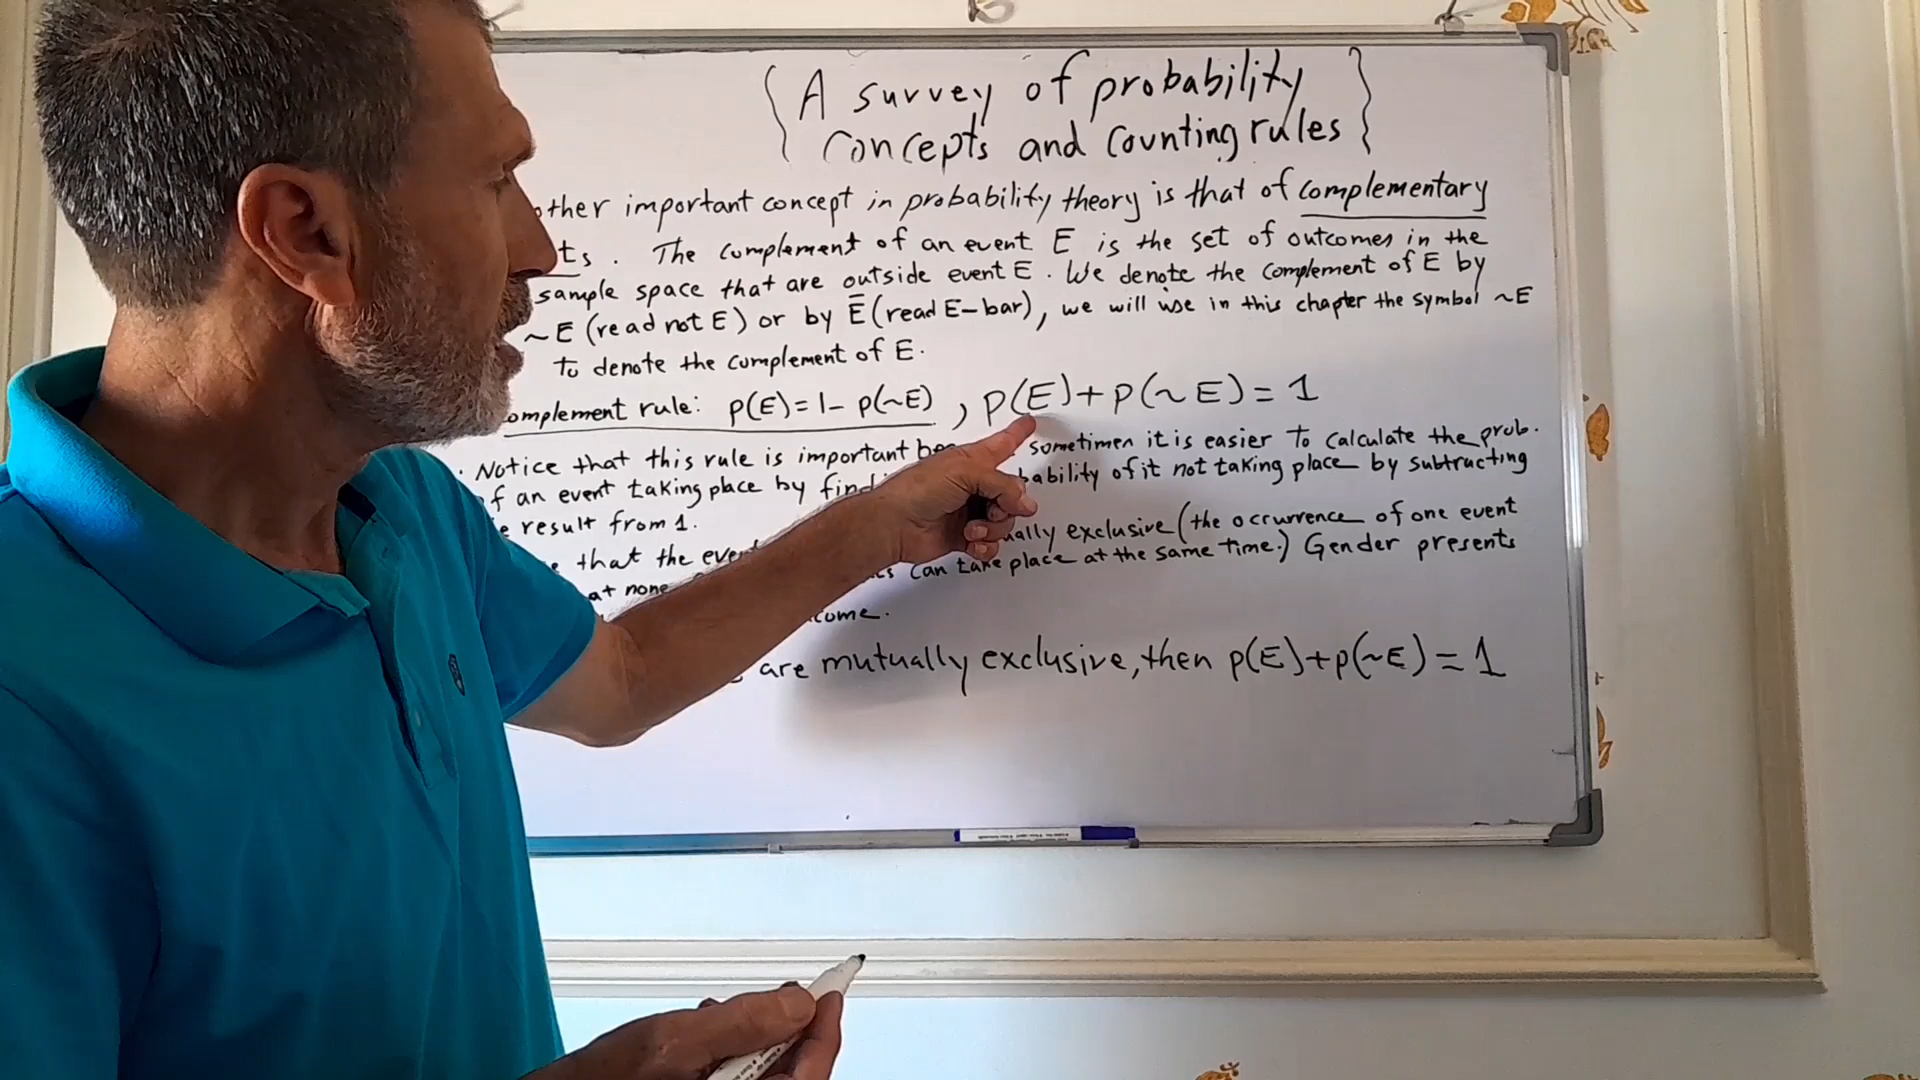 { A survey of probability
concepts and counting rules }
other important concept in probability theory is that of complementary
ts. The complement of an event E is the set of outcomes in the
sample space that are outside event E. We denote the complement of E by
~E (read not E) or by E̅ (read E-bar), we will use in this chapter the symbol ~E
to denote the complement of E.
omplement rule: p(E)=1-p(~E), p(E)+p(~E)=1
. Notice that this rule is important be sometimes it is easier to calculate the prob.
f an event taking place by find bability of it not taking place by subtructing
e result from 1.
that the eve ually exclusive (the occurrence of one event
at none can take place at the same time.) Gender presents
come.
are mutually exclusive, then p(E)+p(~E)=1